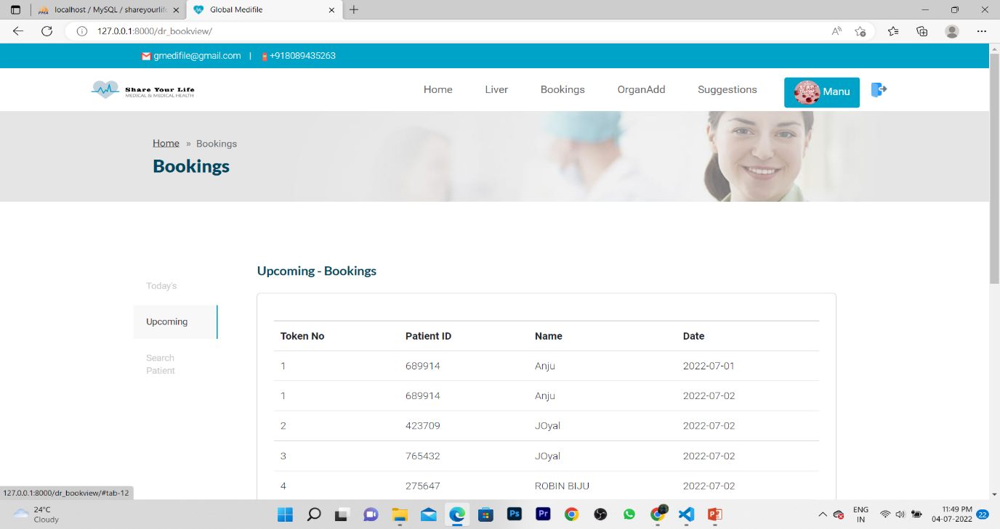 localhost / MySQL / shareyourlife
Global Medifile
127.0.0.1:8000/dr_bookview/
gmedifile@gmail.com | +918089435263
Share Your Life
MEDICAL & MEDICAL HEALTH
Home Liver Bookings OrganAdd Suggestions Manu
Home » Bookings
Bookings
Today's
Upcoming
Search
Patient
Upcoming - Bookings
Token No Patient ID Name Date
1 689914 Anju 2022-07-01
1 689914 Anju 2022-07-02
2 423709 JOyal 2022-07-02
3 765432 JOyal 2022-07-02
4 275647 ROBIN BIJU 2022-07-02
127.0.0.1:8000/dr_bookview/#tab-12
24°C
Cloudy
Ps Pr
ENG
IN
11:49 PM
04-07-2022
22